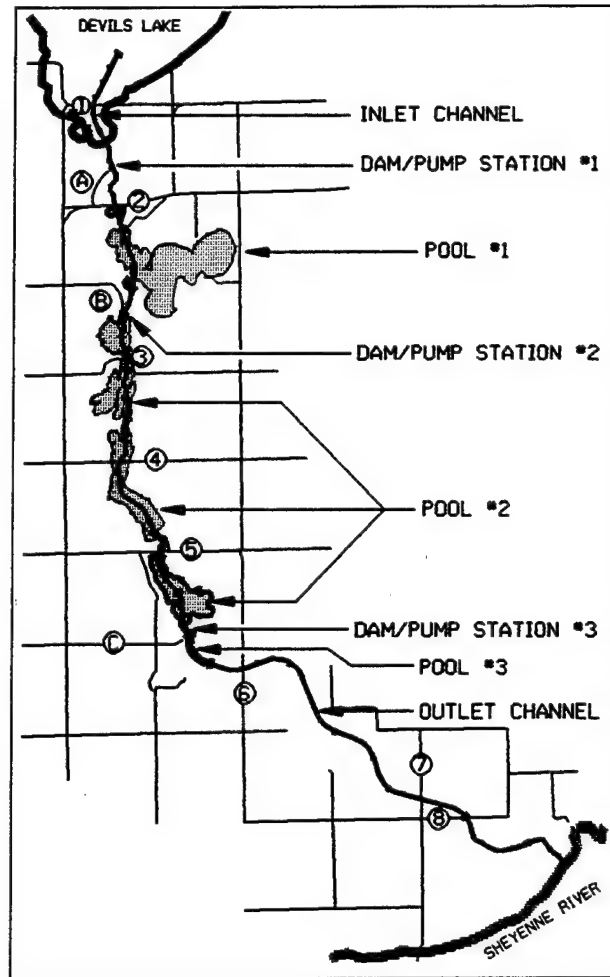 DEVILS LAKE
1
INLET CHANNEL
DAM/PUMP STATION #1
A
2
POOL #1
B
DAM/PUMP STATION #2
3
4
POOL #2
5
DAM/PUMP STATION #3
C
POOL #3
6
OUTLET CHANNEL
7
8
SHEYENNE RIVER